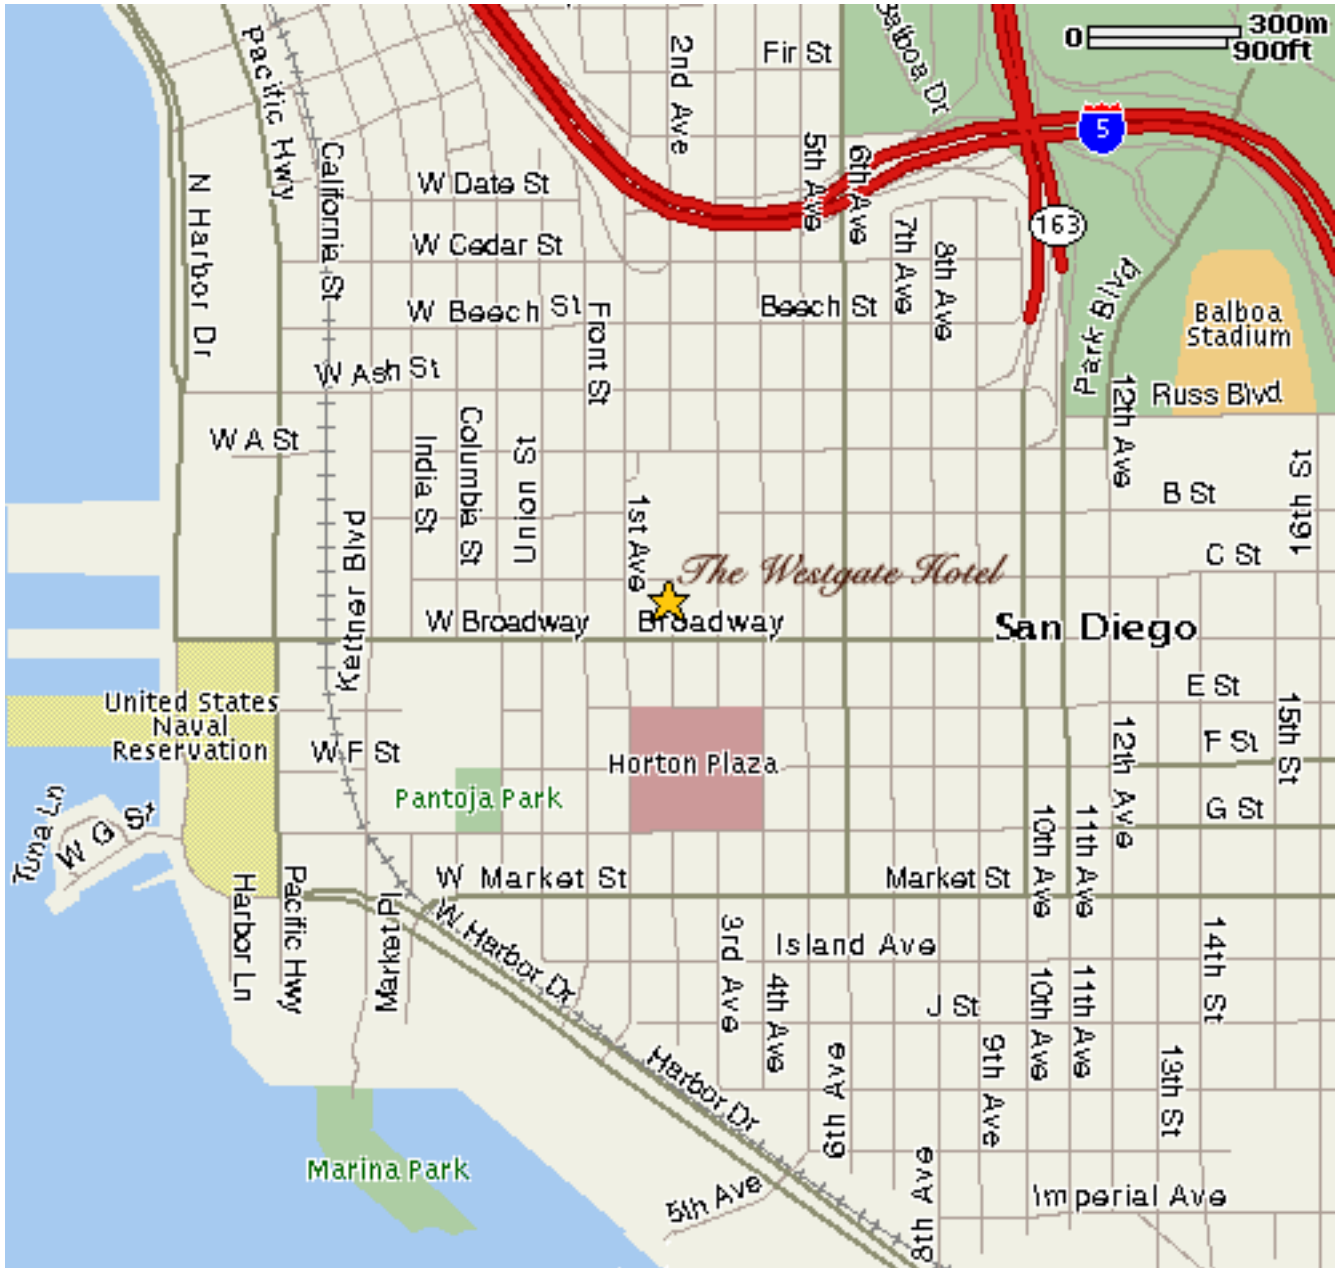 0
300m
900ft
Balboa Dr
Pacific Hwy
2nd Ave
Fir St
5
N Harbor Dr
California St
W Date St
5th Ave
6th Ave
163
7th Ave
8th Ave
W Cedar St
Park Blvd
W Beech St
Front St
Beech St
Balboa
Stadium
W Ash St
12th Ave
Russ Blvd
W A St
India St
Columbia St
Union St
16th St
B St
1st Ave
C St
Kettner Blvd
The Westgate Hotel
W Broadway
Broadway
San Diego
United States
Naval
Reservation
E St
15th St
W F St
Horton Plaza
12th Ave
F St
Pantoja Park
Tuna Ln
W G St
10th Ave
11th Ave
G St
Harbor Ln
Pacific Hwy
Market Pl
W Market St
Market St
W Harbor Dr
3rd Ave
Island Ave
14th St
4th Ave
J St
10th Ave
11th Ave
9th Ave
13th St
Harbor Dr
6th Ave
Marina Park
5th Ave
8th Ave
Imperial Ave